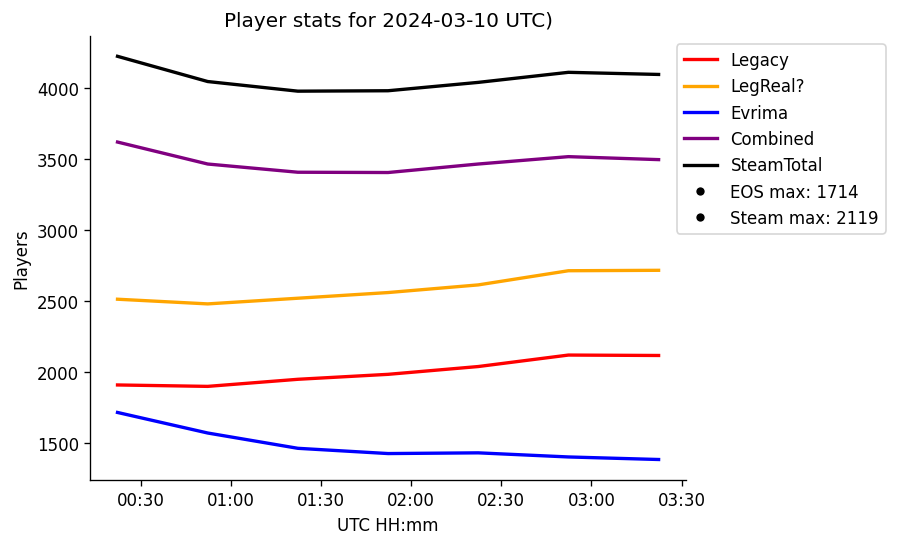 Player stats for 2024-03-10 UTC)
Legacy
LegReal?
Evrima
Combined
SteamTotal
EOS max: 1714
Steam max: 2119
Players
4000
3500
3000
2500
2000
1500
00:30 01:00 01:30 02:00 02:30 03:00 03:30
UTC HH:mm